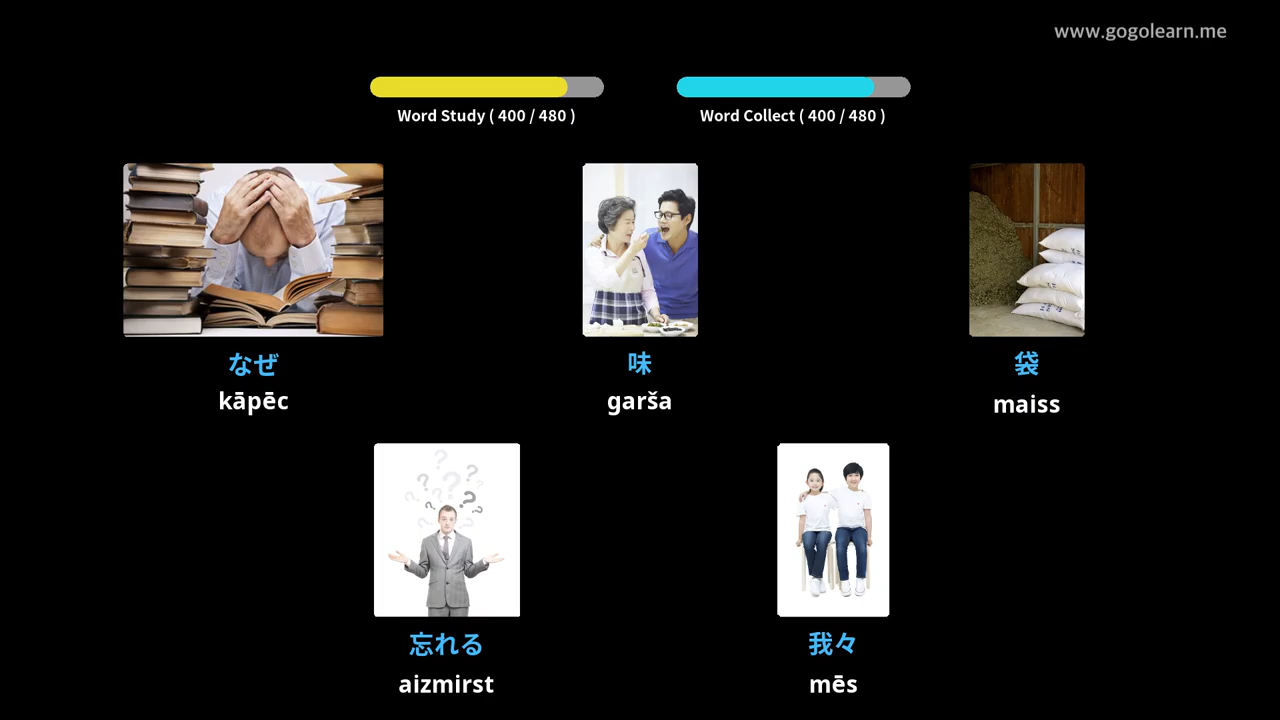 www.gogolearn.me
Word Study ( 400 / 480 )
Word Collect ( 400 / 480 )
なぜ
kāpēc
味
garša
袋
maiss
忘れる
aizmirst
我々
mēs